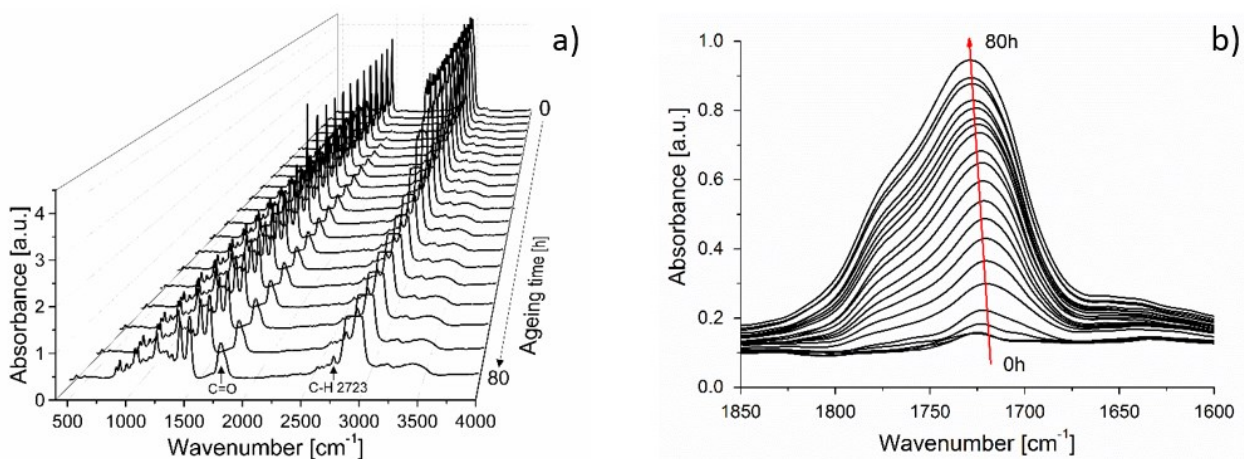 a)
Absorbance [a.u.]
4
3
2
1
0
500 1000 1500 2000 2500 3000 3500 4000
Wavenumber [cm⁻¹]
C=O
C-H 2723
0
Ageing time [h]
80
b)
Absorbance [a.u.]
1.0
0.8
0.6
0.4
0.2
0.0
80h
0h
1850 1800 1750 1700 1650 1600
Wavenumber [cm⁻¹]